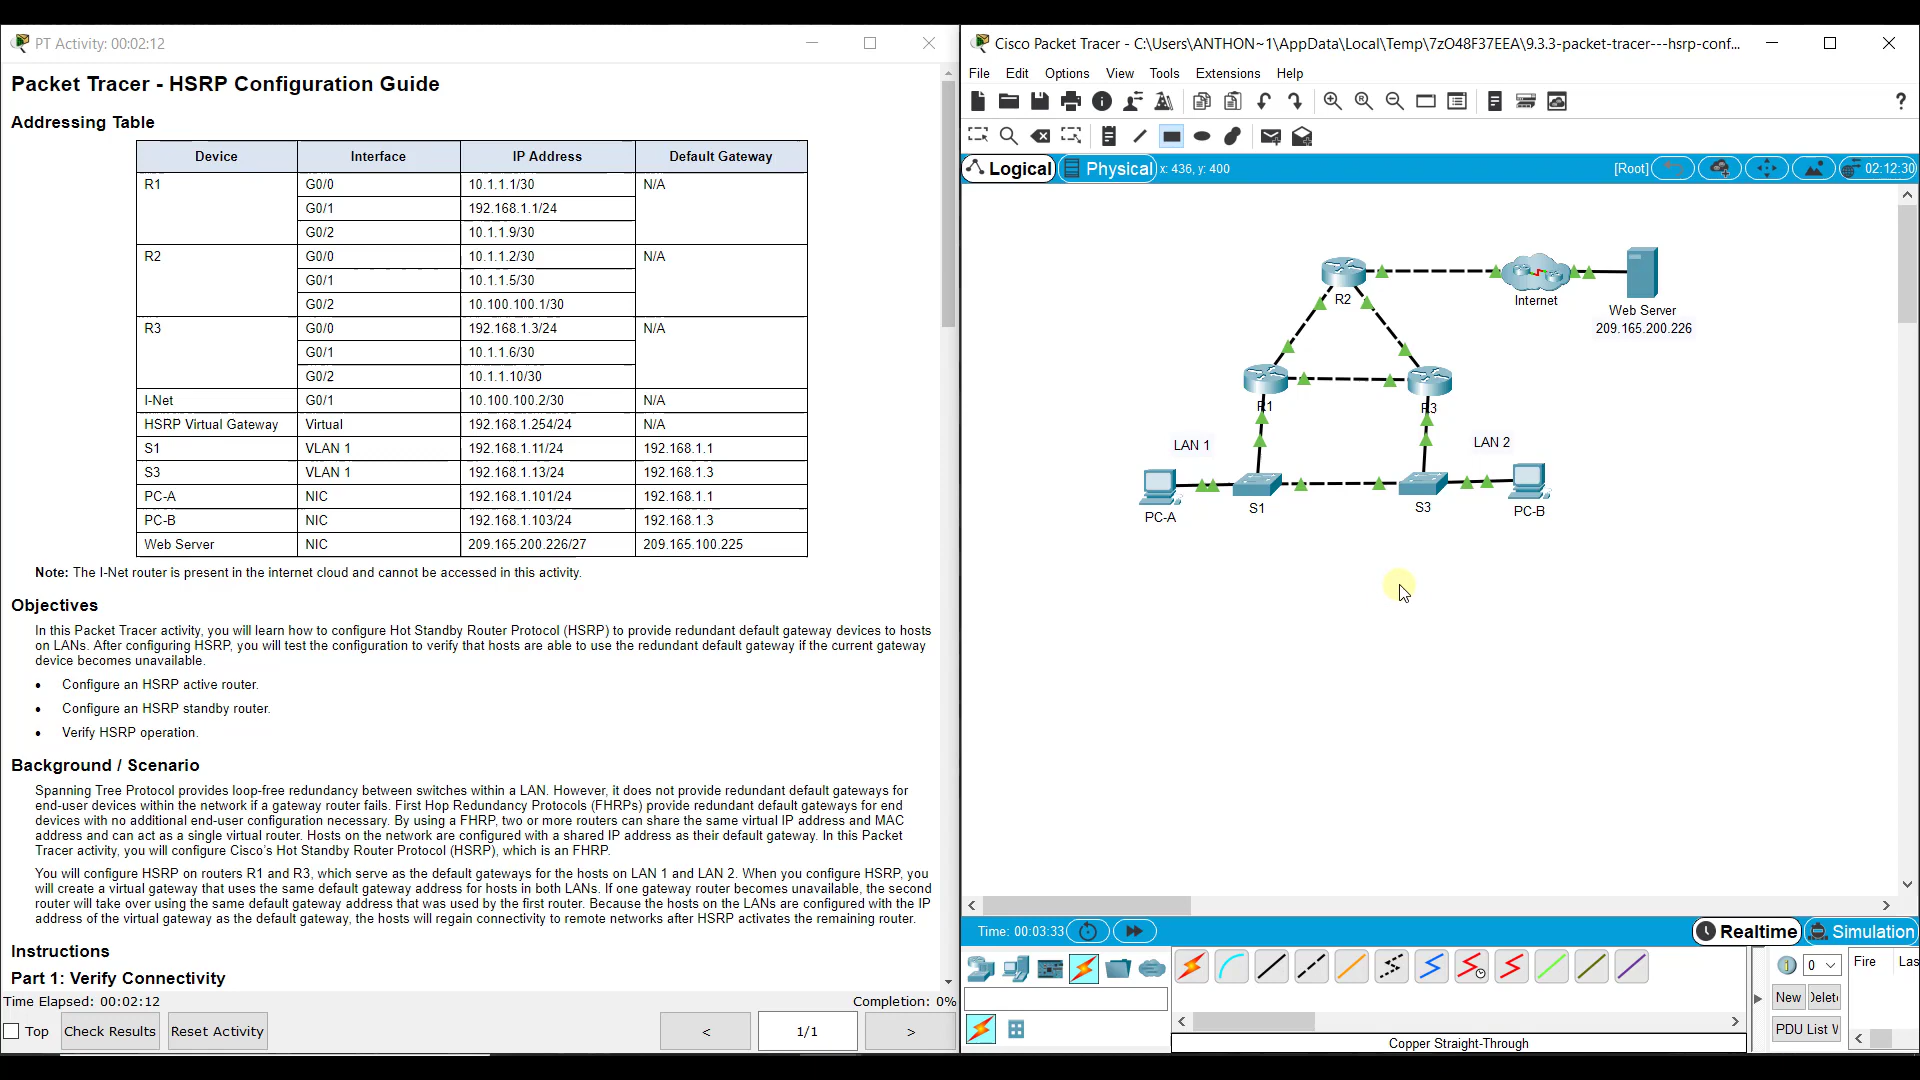 PT Activity: 00:02:12
Packet Tracer - HSRP Configuration Guide
Addressing Table
Device Interface IP Address Default Gateway
R1 G0/0 10.1.1.1/30 N/A
G0/1 192.168.1.1/24
G0/2 10.1.1.9/30
R2 G0/0 10.1.1.2/30 N/A
G0/1 10.1.1.5/30
G0/2 10.100.100.1/30
R3 G0/0 192.168.1.3/24 N/A
G0/1 10.1.1.6/30
G0/2 10.1.1.10/30
I-Net G0/1 10.100.100.2/30 N/A
HSRP Virtual Gateway Virtual 192.168.1.254/24 N/A
S1 VLAN 1 192.168.1.11/24 192.168.1.1
S3 VLAN 1 192.168.1.13/24 192.168.1.3
PC-A NIC 192.168.1.101/24 192.168.1.1
PC-B NIC 192.168.1.103/24 192.168.1.3
Web Server NIC 209.165.200.226/27 209.165.100.225
Note: The I-Net router is present in the internet cloud and cannot be accessed in this activity.
Objectives
In this Packet Tracer activity, you will learn how to configure Hot Standby Router Protocol (HSRP) to provide redundant default gateway devices to hosts
on LANs. After configuring HSRP, you will test the configuration to verify that hosts are able to use the redundant default gateway if the current gateway
device becomes unavailable.
• Configure an HSRP active router.
• Configure an HSRP standby router.
• Verify HSRP operation.
Background / Scenario
Spanning Tree Protocol provides loop-free redundancy between switches within a LAN. However, it does not provide redundant default gateways for
end-user devices within the network if a gateway router fails. First Hop Redundancy Protocols (FHRPs) provide redundant default gateways for end
devices with no additional end-user configuration necessary. By using a FHRP, two or more routers can share the same virtual IP address and MAC
address and can act as a single virtual router. Hosts on the network are configured with a shared IP address as their default gateway. In this Packet
Tracer activity, you will configure Cisco's Hot Standby Router Protocol (HSRP), which is an FHRP.
You will configure HSRP on routers R1 and R3, which serve as the default gateways for the hosts on LAN 1 and LAN 2. When you configure HSRP, you
will create a virtual gateway that uses the same default gateway address for hosts in both LANs. If one gateway router becomes unavailable, the second
router will take over using the same default gateway address that was used by the first router. Because the hosts on the LANs are configured with the IP
address of the virtual gateway as the default gateway, the hosts will regain connectivity to remote networks after HSRP activates the remaining router.
Instructions
Part 1: Verify Connectivity
Time Elapsed: 00:02:12 Completion: 0%
Top Check Results Reset Activity < 1/1 >
Cisco Packet Tracer - C:\Users\ANTHON~1\AppData\Local\Temp\7zO48F37EEA\9.3.3-packet-tracer---hsrp-conf...
File Edit Options View Tools Extensions Help
?
Logical Physical x: 436, y: 400 [Root] 02:12:30
R2
Internet
Web Server
209.165.200.226
R1
R3
LAN 1
LAN 2
PC-A
S1
S3
PC-B
Time: 00:03:33 Realtime Simulation
0 Fire Las
New Delet
PDU List W
Copper Straight-Through